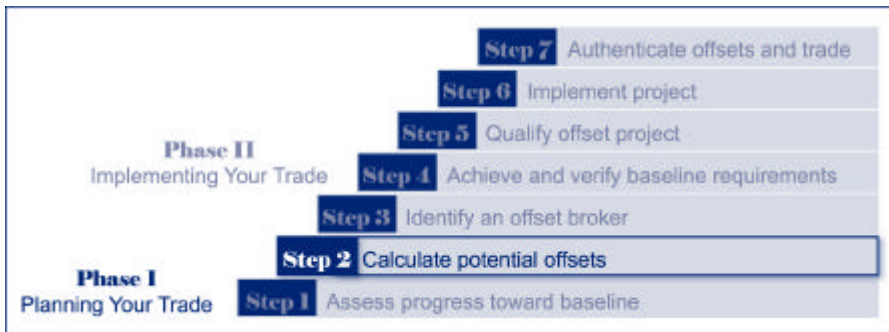 Step 7 Authenticate offsets and trade
Step 6 Implement project
Step 5 Qualify offset project
Phase II
Implementing Your Trade
Step 4 Achieve and verify baseline requirements
Step 3 Identify an offset broker
Step 2 Calculate potential offsets
Phase I
Planning Your Trade
Step 1 Assess progress toward baseline